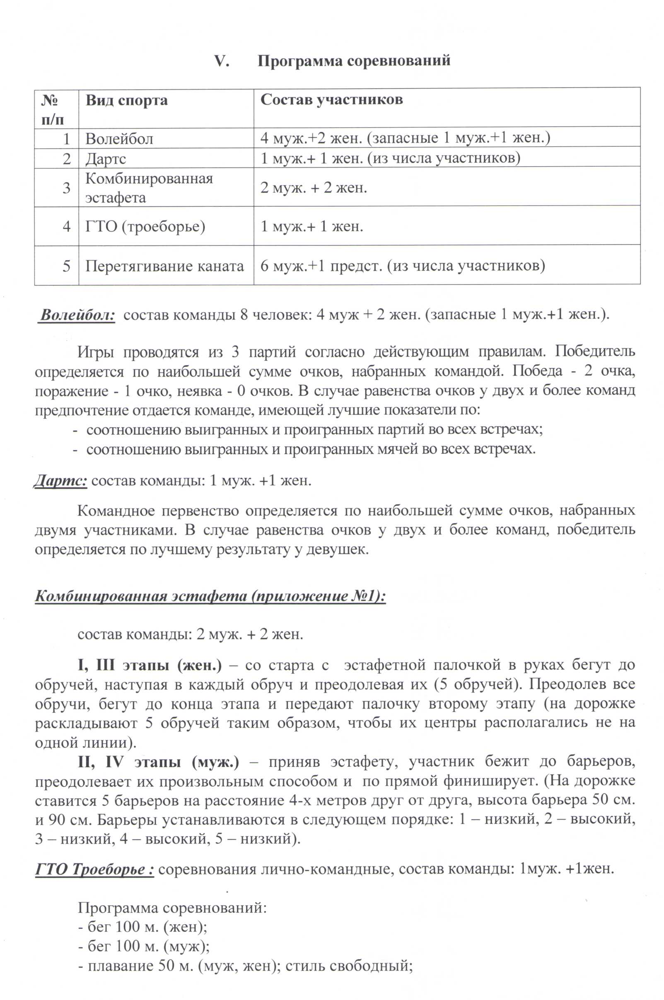 V. Программа соревнований
№ Вид спорта Состав участников
п/п
1 Волейбол 4 муж.+2 жен. (запасные 1 муж.+1 жен.)
2 Дартс 1 муж.+ 1 жен. (из числа участников)
3 Комбинированная эстафета 2 муж. + 2 жен.
4 ГТО (троеборье) 1 муж.+ 1 жен.
5 Перетягивание каната 6 муж.+1 предст. (из числа участников)
Волейбол: состав команды 8 человек: 4 муж + 2 жен. (запасные 1 муж.+1 жен.).
Игры проводятся из 3 партий согласно действующим правилам. Победитель
определяется по наибольшей сумме очков, набранных командой. Победа - 2 очка,
поражение - 1 очко, неявка - 0 очков. В случае равенства очков у двух и более команд
предпочтение отдается команде, имеющей лучшие показатели по:
- соотношению выигранных и проигранных партий во всех встречах;
- соотношению выигранных и проигранных мячей во всех встречах.
Дартс: состав команды: 1 муж. +1 жен.
Командное первенство определяется по наибольшей сумме очков, набранных
двумя участниками. В случае равенства очков у двух и более команд, победитель
определяется по лучшему результату у девушек.
Комбинированная эстафета (приложение №1):
состав команды: 2 муж. + 2 жен.
I, III этапы (жен.) – со старта с эстафетной палочкой в руках бегут до
обручей, наступая в каждый обруч и преодолевая их (5 обручей). Преодолев все
обручи, бегут до конца этапа и передают палочку второму этапу (на дорожке
раскладывают 5 обручей таким образом, чтобы их центры располагались не на
одной линии).
II, IV этапы (муж.) – приняв эстафету, участник бежит до барьеров,
преодолевает их произвольным способом и по прямой финиширует. (На дорожке
ставится 5 барьеров на расстояние 4-х метров друг от друга, высота барьера 50 см.
и 90 см. Барьеры устанавливаются в следующем порядке: 1 – низкий, 2 – высокий,
3 – низкий, 4 – высокий, 5 – низкий).
ГТО Троеборье : соревнования лично-командные, состав команды: 1муж. +1жен.
Программа соревнований:
- бег 100 м. (жен);
- бег 100 м. (муж);
- плавание 50 м. (муж, жен); стиль свободный;